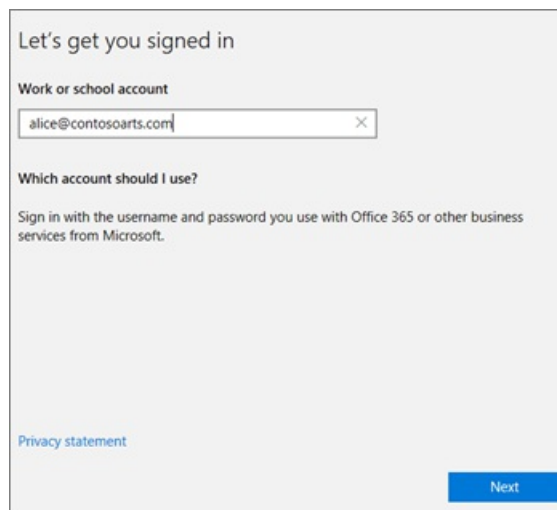 Let's get you signed in
Work or school account
alice@contosoarts.com
Which account should I use?
Sign in with the username and password you use with Office 365 or other business
services from Microsoft.
Privacy statement
Next